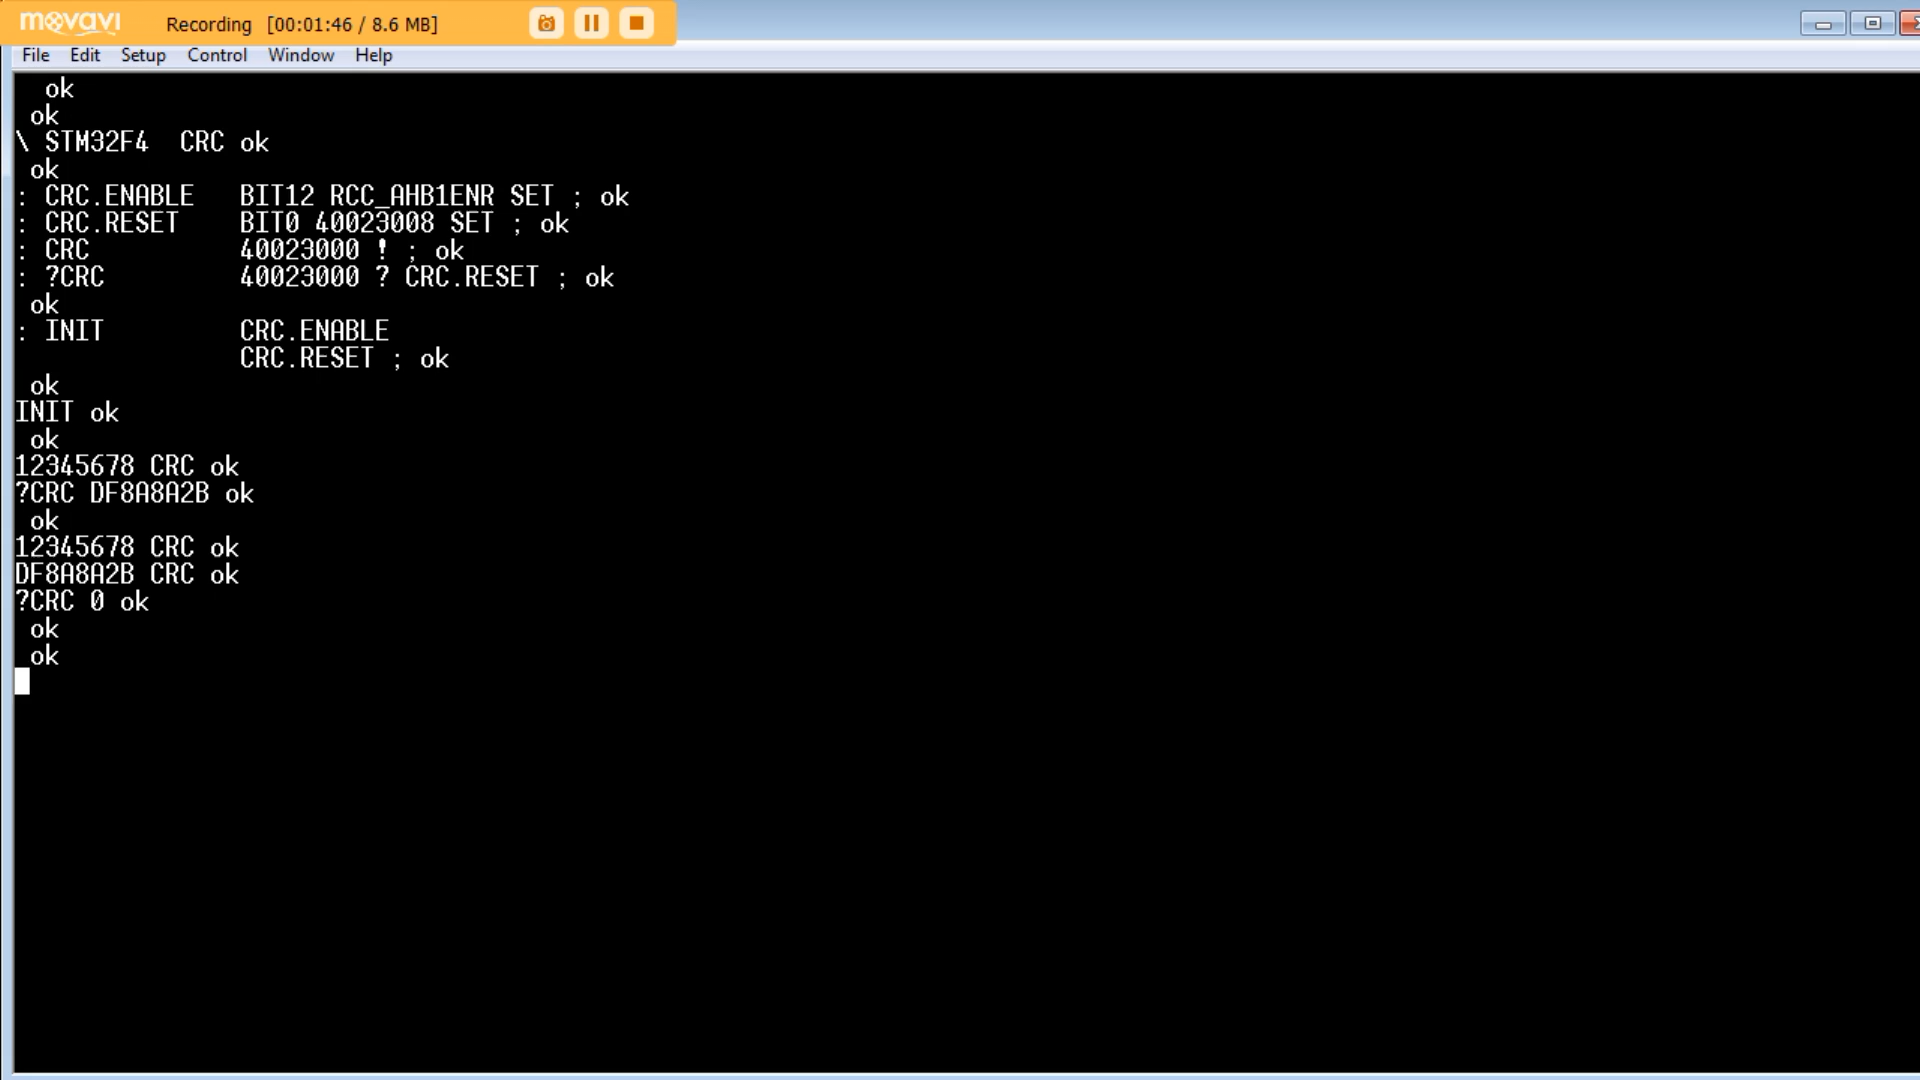 movavi Recording [00:01:46 / 8.6 MB]
File Edit Setup Control Window Help
ok
ok
\ STM32F4  CRC ok
ok
: CRC.ENABLE   BIT12 RCC_AHB1ENR SET ; ok
: CRC.RESET    BIT0 40023008 SET ; ok
: CRC          40023000 ! ; ok
: ?CRC         40023000 ? CRC.RESET ; ok
ok
: INIT         CRC.ENABLE
CRC.RESET ; ok
ok
INIT ok
ok
12345678 CRC ok
?CRC DF8A8A2B ok
ok
12345678 CRC ok
DF8A8A2B CRC ok
?CRC 0 ok
ok
ok